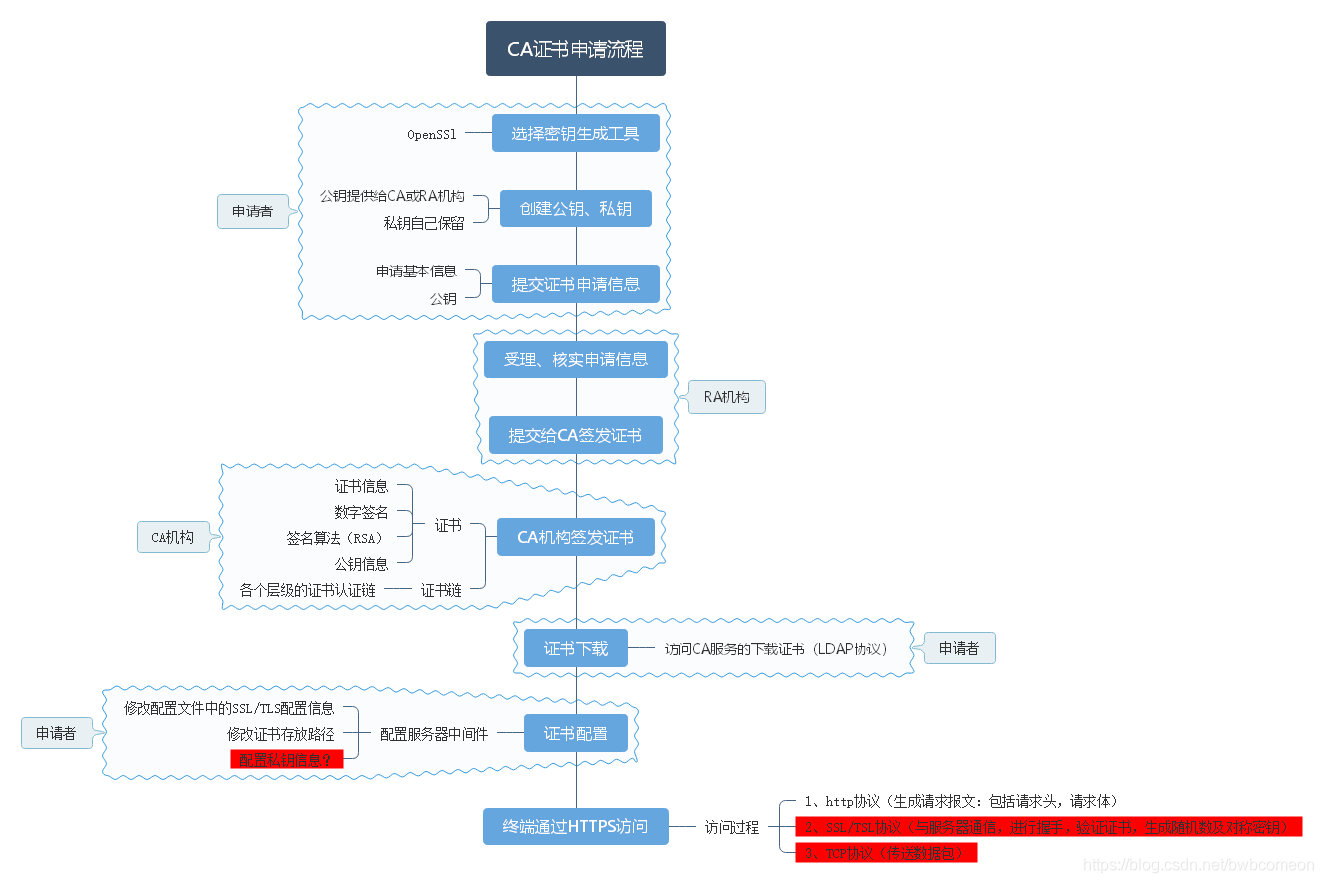 CA证书申请流程
OpenSSl
选择密钥生成工具
公钥提供给CA或RA机构
私钥自己保留
创建公钥、私钥
申请者
申请基本信息
公钥
提交证书申请信息
受理、核实申请信息
提交给CA签发证书
RA机构
证书信息
数字签名
签名算法（RSA）
公钥信息
证书
各个层级的证书认证链
证书链
CA机构签发证书
CA机构
证书下载
访问CA服务的下载证书（LDAP协议）
申请者
修改配置文件中的SSL/TLS配置信息
修改证书存放路径
配置私钥信息？
配置服务器中间件
证书配置
申请者
终端通过HTTPS访问
访问过程
1、http协议（生成请求报文：包括请求头，请求体）
2、SSL/TSL协议（与服务器通信，进行握手，验证证书，生成随机数及对称密钥）
3、TCP协议（传送数据包）
https://blog.csdn.net/bwbcomeon